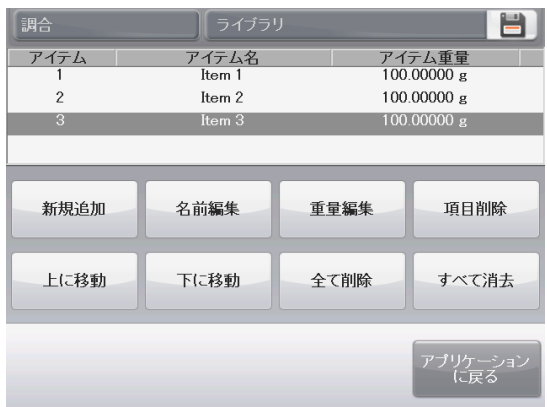 調合 ライブラリ
アイテム アイテム名 アイテム重量
1 Item 1 100.00000 g
2 Item 2 100.00000 g
3 Item 3 100.00000 g
新規追加 名前編集 重量編集 項目削除
上に移動 下に移動 全て削除 すべて消去
アプリケーション
に戻る